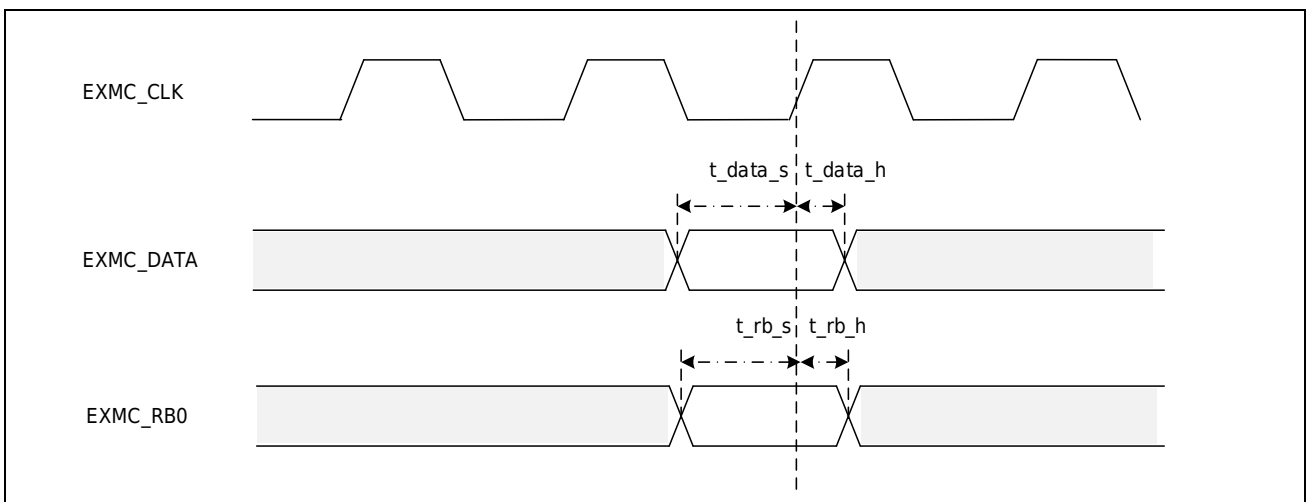 EXMC_CLK
t_data_s t_data_h
EXMC_DATA
t_rb_s t_rb_h
EXMC_RB0